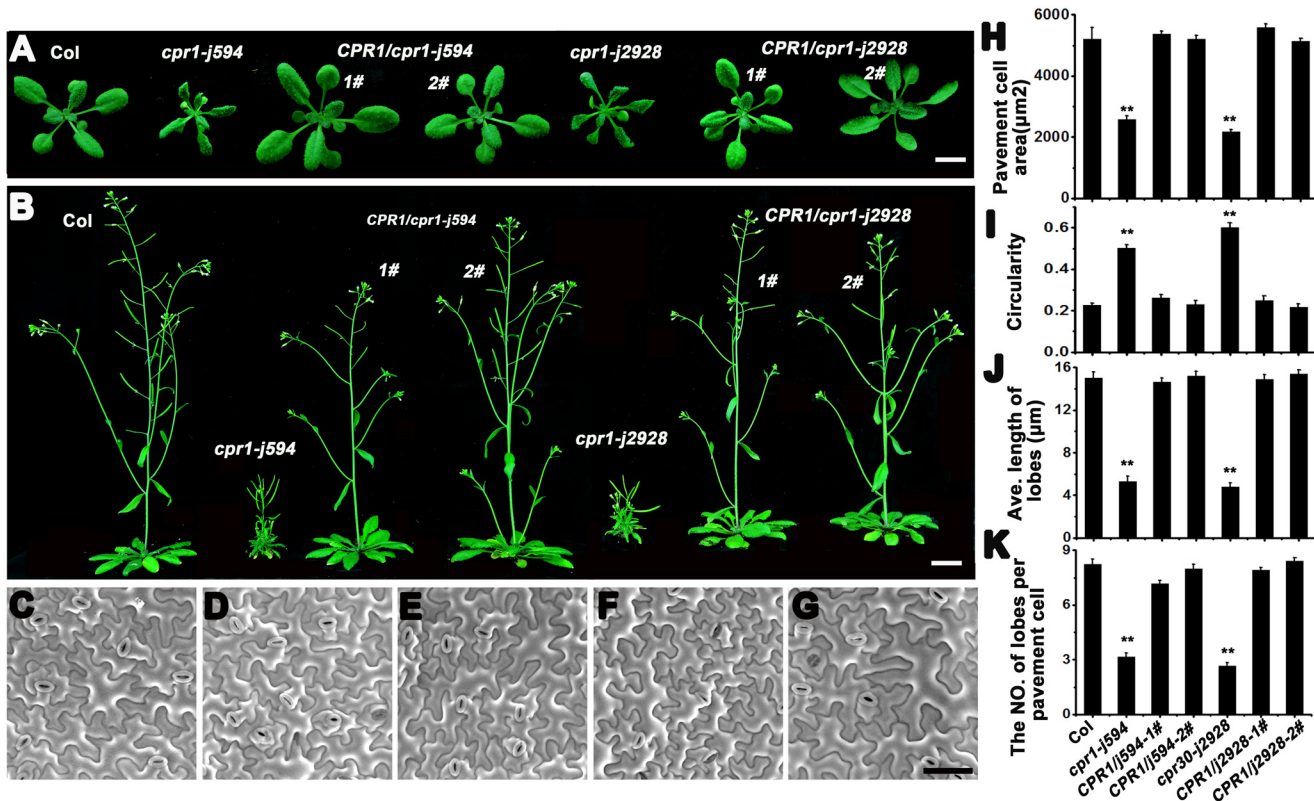 A
Col
cpr1-j594
CPR1/cpr1-j594
1#
2#
cpr1-j2928
CPR1/cpr1-j2928
1#
2#
B
Col
cpr1-j594
CPR1/cpr1-j594
1#
2#
cpr1-j2928
CPR1/cpr1-j2928
1#
2#
C
D
E
F
G
H
Pavement cell
area(μm2)
6000
4000
2000
0
**
**
I
Circularity
0.6
0.4
0.2
0.0
**
**
J
Ave. length of
lobes (μm)
16
12
8
4
0
**
**
K
The NO. of lobes per
pavement cell
9
6
3
0
**
**
Col
cpr1-j594
CPR1/j594-1#
CPR1/j594-2#
cpr30-j2928
CPR1/j2928-1#
CPR1/j2928-2#